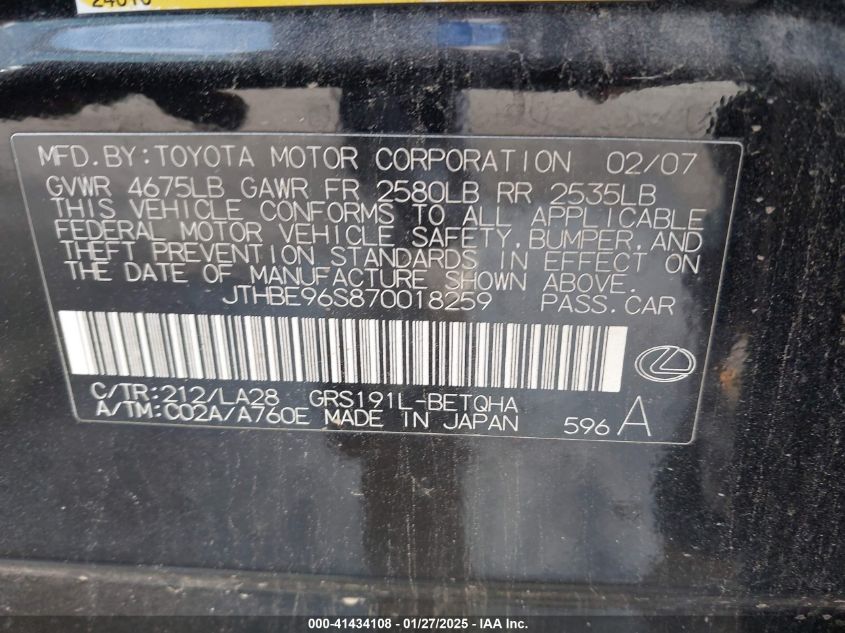 MFD.BY:TOYOTA MOTOR CORPORATION 02/07
GVWR 4675LB GAWR FR 2580LB RR 2535LB
THIS VEHICLE CONFORMS TO ALL APPLICABLE
FEDERAL MOTOR VEHICLE SAFETY,BUMPER,AND
THEFT PREVENTION STANDARDS IN EFFECT ON
THE DATE OF MANUFACTURE SHOWN ABOVE.
JTHBE96S870018259 PASS.CAR
C/TR:212/LA28 GRS191L-BETQHA
A/TM:C02A/A760E MADE IN JAPAN 596 A
000-41434108 - 01/27/2025 - IAA Inc.